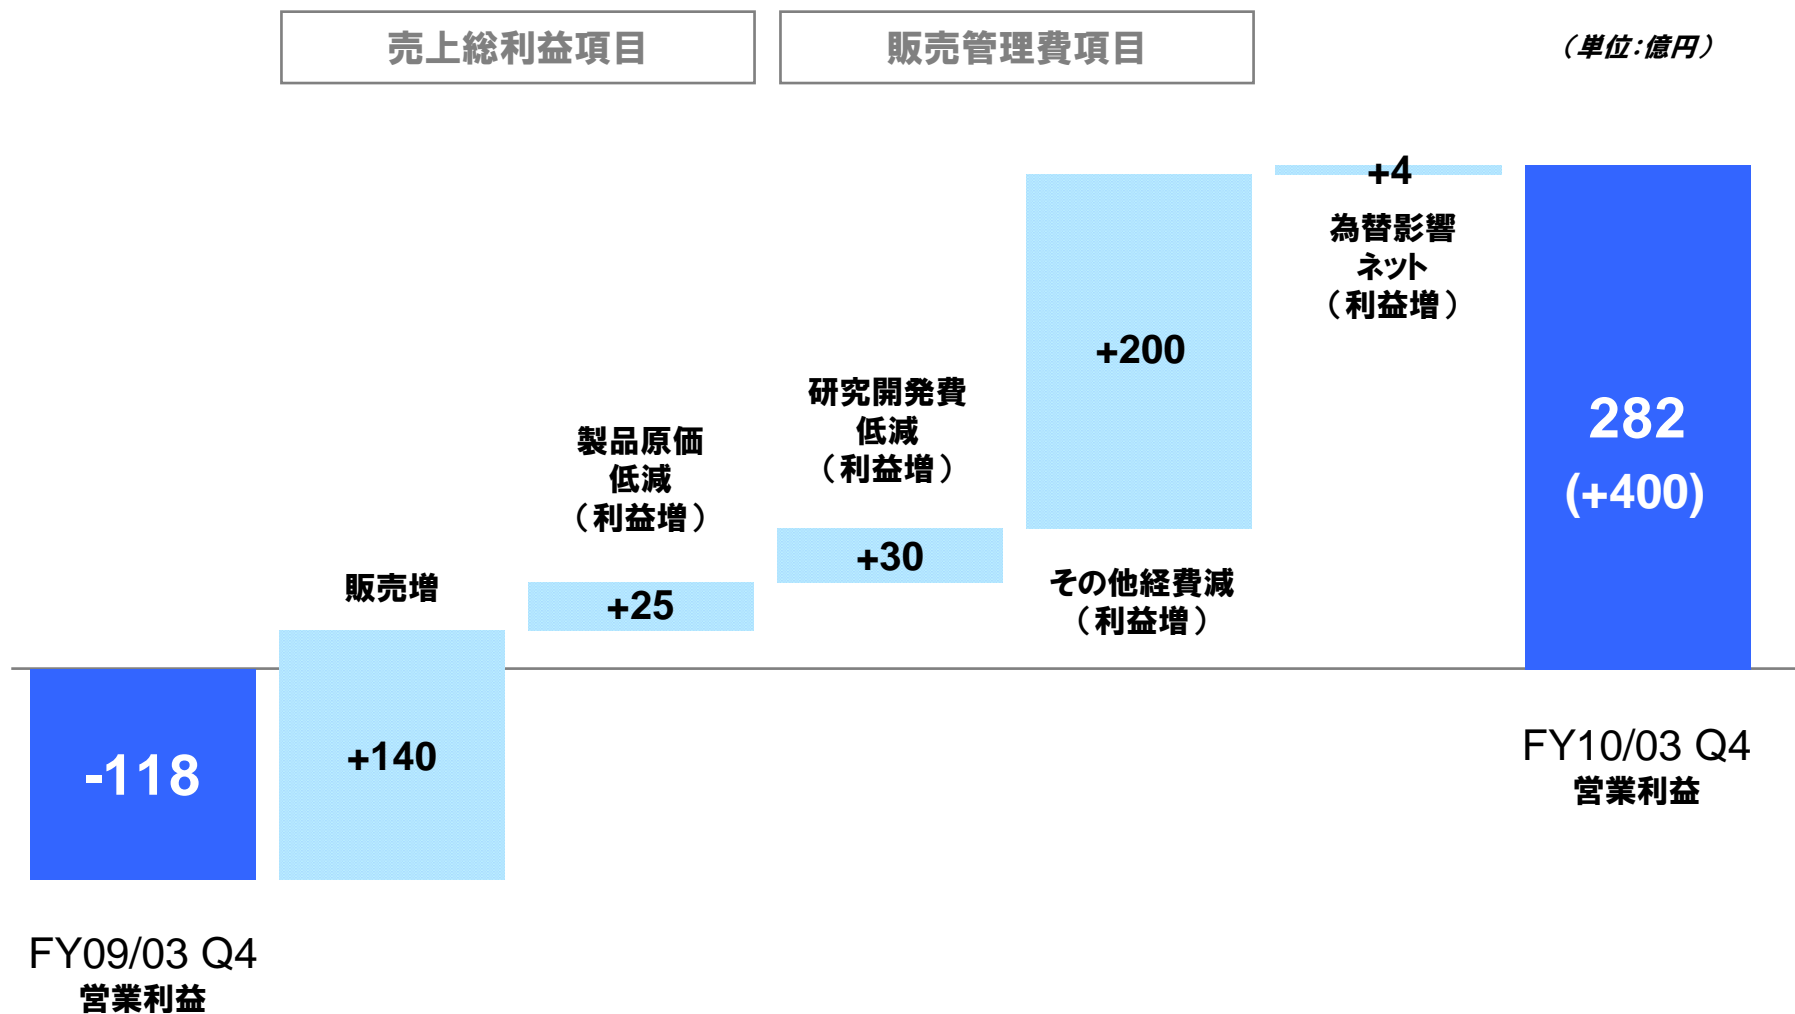 売上総利益項目
販売管理費項目
（単位：億円）
+4
為替影響
ネット
（利益増）
+200
研究開発費
低減
（利益増）
282
(+400)
製品原価
低減
（利益増）
+30
その他経費減
（利益増）
販売増
+25
-118
+140
FY10/03 Q4
営業利益
FY09/03 Q4
営業利益